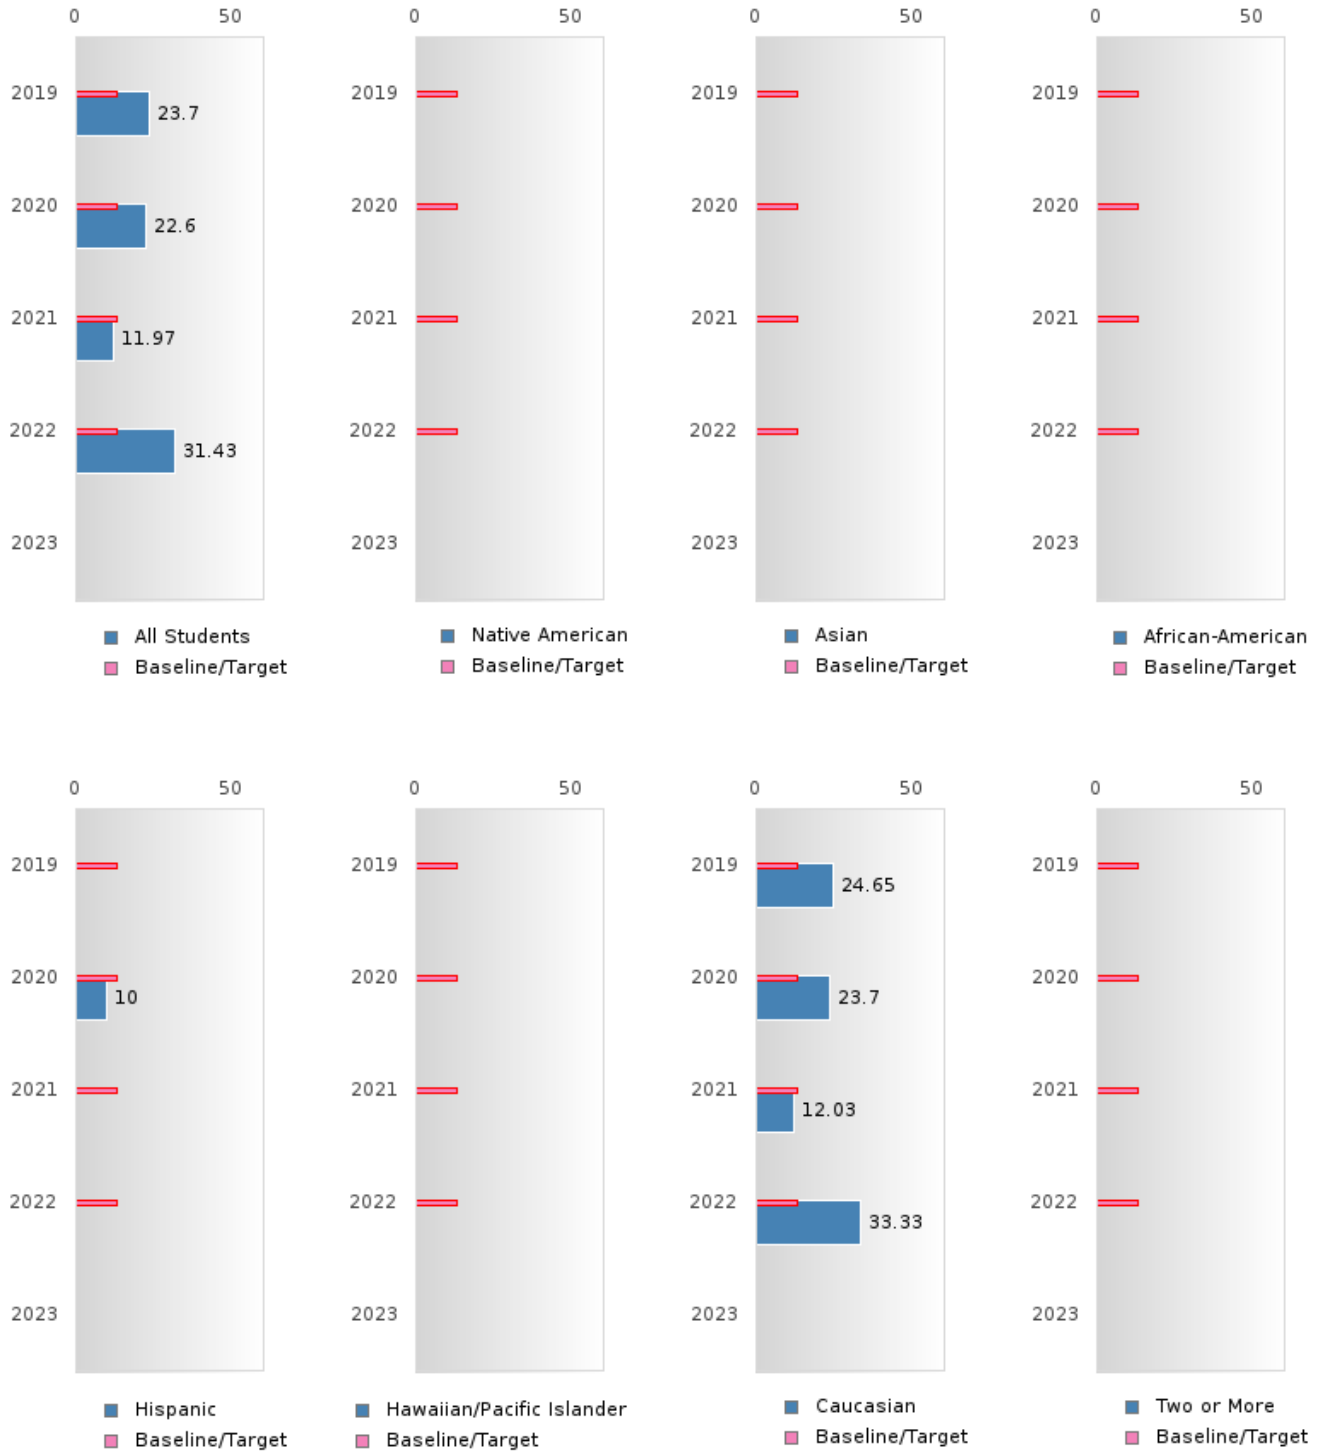 0 50 0 50 0 50 0 50
2019 23.7 2019 2019 2019
2020 22.6 2020 2020 2020
2021 11.97 2021 2021 2021
2022 31.43 2022 2022 2022
2023 2023 2023 2023
All Students Native American Asian African-American
Baseline/Target Baseline/Target Baseline/Target Baseline/Target
0 50 0 50 0 50 0 50
2019 2019 2019 24.65 2019
2020 10 2020 2020 23.7 2020
2021 2021 2021 12.03 2021
2022 2022 2022 33.33 2022
2023 2023 2023 2023
Hispanic Hawaiian/Pacific Islander Caucasian Two or More
Baseline/Target Baseline/Target Baseline/Target Baseline/Target